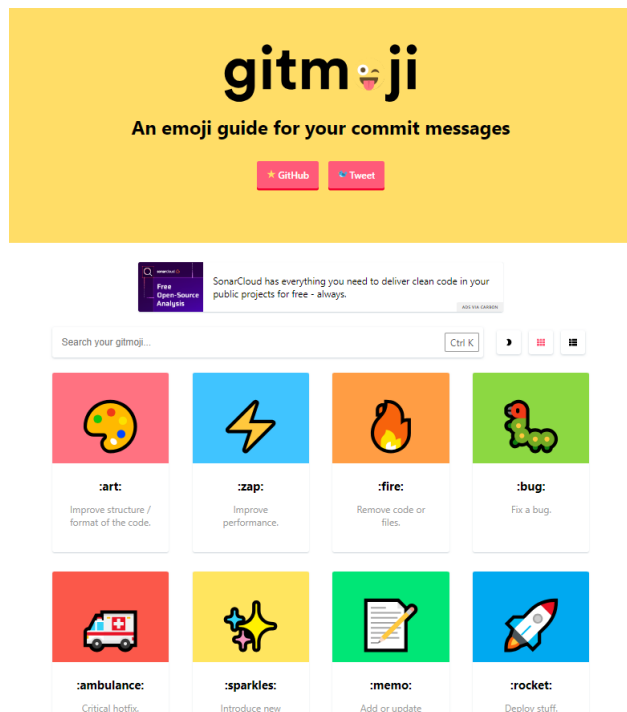 gitm😜ji
An emoji guide for your commit messages
GitHub
Tweet
sonarcloud
Free
Open-Source
Analysis
SonarCloud has everything you need to deliver clean code in your
public projects for free - always.
ADS VIA CARBON
Search your gitmoji...
Ctrl K
:art:
Improve structure /
format of the code.
:zap:
Improve
performance.
:fire:
Remove code or
files.
:bug:
Fix a bug.
:ambulance:
Critical hotfix.
:sparkles:
Introduce new
:memo:
Add or update
:rocket:
Deploy stuff.